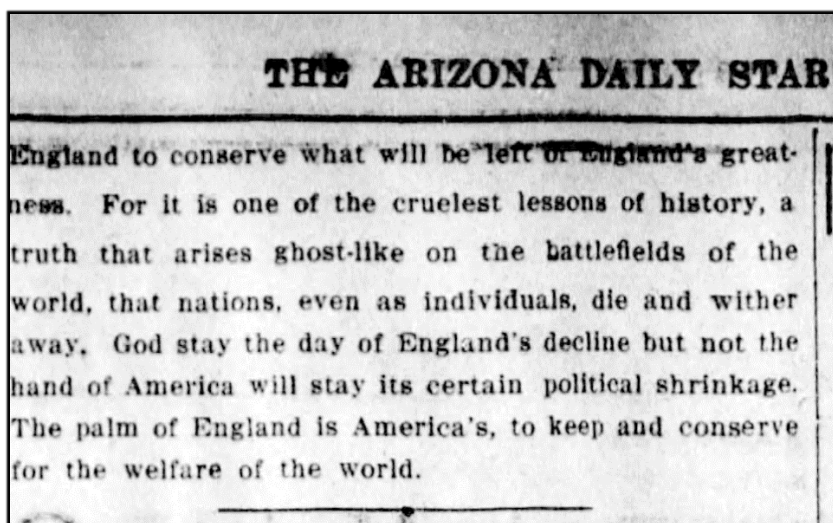 THE ARIZONA DAILY STAR
England to conserve what will be left of England's great-
ness. For it is one of the cruelest lessons of history, a
truth that arises ghost-like on the battlefields of the
world, that nations, even as individuals, die and wither
away. God stay the day of England's decline but not the
hand of America will stay its certain political shrinkage.
The palm of England is America's, to keep and conserve
for the welfare of the world.